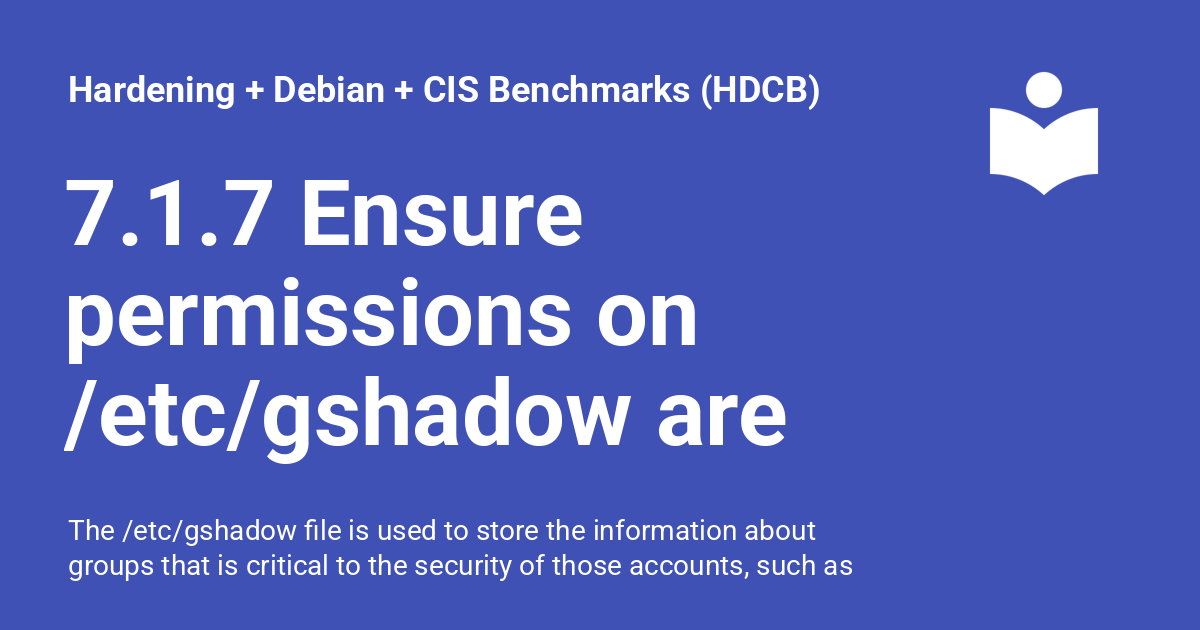 Hardening + Debian + CIS Benchmarks (HDCB)
7.1.7 Ensure
permissions on
/etc/gshadow are
The /etc/gshadow file is used to store the information about
groups that is critical to the security of those accounts, such as